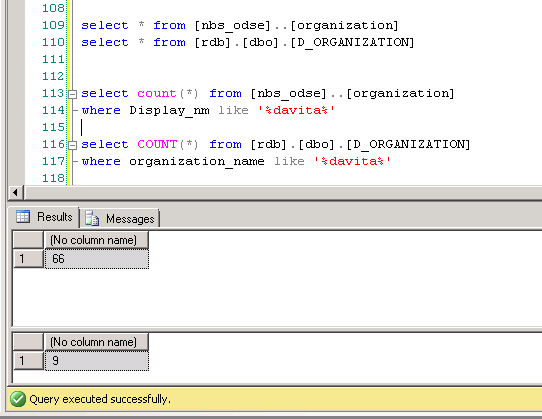 108
109 select * from [nbs_odse]..[organization]
110 select * from [rdb].[dbo].[D_ORGANIZATION]
111
112
113 select count(*) from [nbs_odse]..[organization]
114 where Display_nm like '%davita%'
115
116 select COUNT(*) from [rdb].[dbo].[D_ORGANIZATION]
117 where organization_name like '%davita%'
118
Results Messages
(No column name)
1 66
(No column name)
1 9
Query executed successfully.